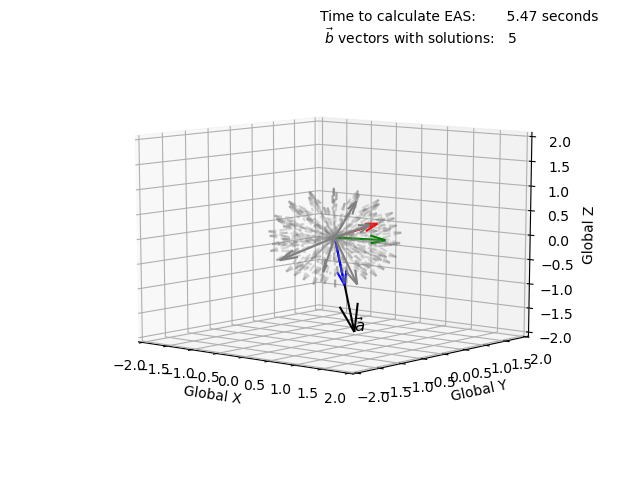 Time to calculate EAS: 5.47 seconds
b⃗ vectors with solutions: 5
2.0
1.5
1.0
0.5
0.0
−0.5
−1.0
−1.5
−2.0
Global Z
a⃗
−2.0 −1.5 −1.0 −0.5 0.0 0.5 1.0 1.5 2.0
Global X
−2.0 −1.5 −1.0 −0.5 0.0 0.5 1.0 1.5 2.0
Global Y